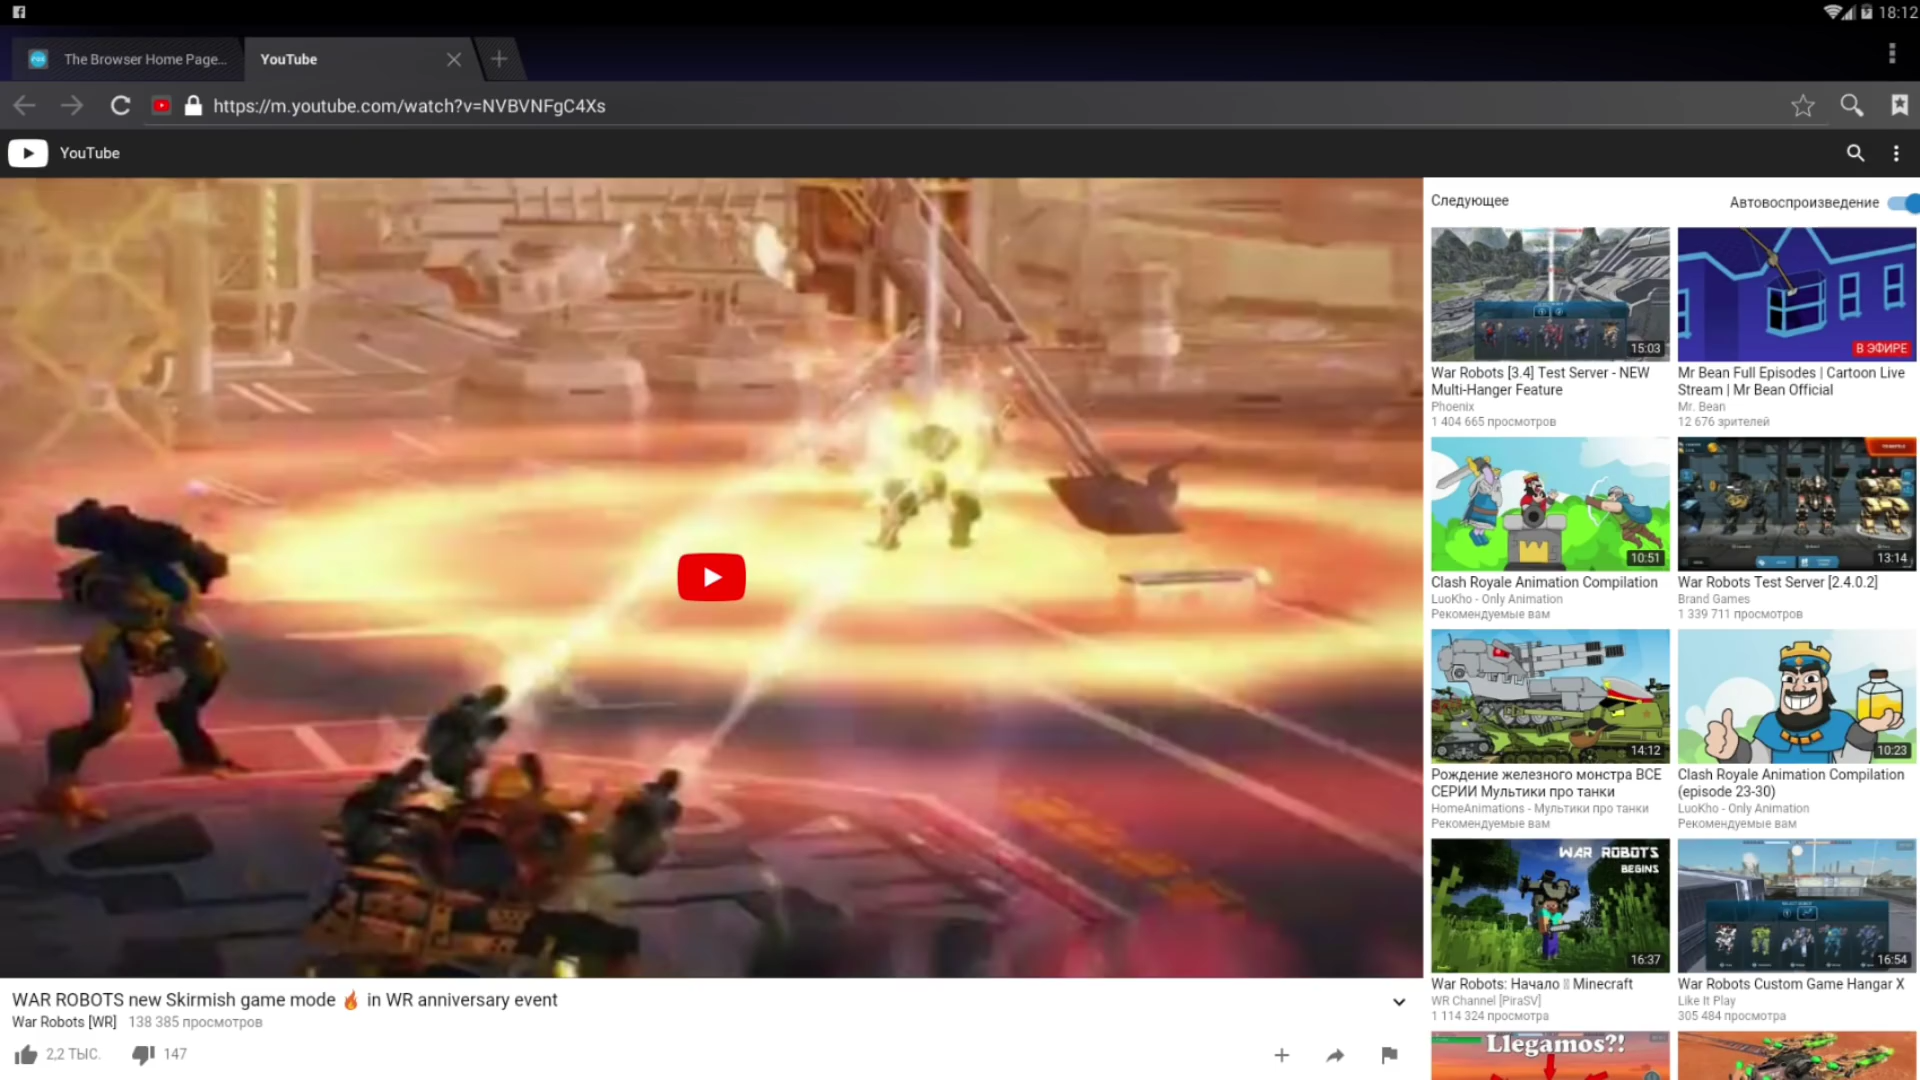 18:12
The Browser Home Page...
YouTube
https://m.youtube.com/watch?v=NVBVNFgC4Xs
YouTube
Следующее
Автовоспроизведение
15:03
War Robots [3.4] Test Server - NEW
Multi-Hanger Feature
Phoenix
1 404 665 просмотров
В ЭФИРЕ
Mr Bean Full Episodes | Cartoon Live
Stream | Mr Bean Official
Mr. Bean
12 676 зрителей
10:51
Clash Royale Animation Compilation
LuoKho - Only Animation
Рекомендуемые вам
13:14
War Robots Test Server [2.4.0.2]
Brand Games
1 339 711 просмотров
14:12
Рождение железного монстра ВСЕ
СЕРИИ Мультики про танки
HomeAnimations - Мультики про танки
Рекомендуемые вам
10:23
Clash Royale Animation Compilation
(episode 23-30)
LuoKho - Only Animation
Рекомендуемые вам
WAR ROBOTS
BEGINS
16:37
War Robots: Начало Minecraft
WR Channel [PiraSV]
1 114 324 просмотра
16:54
War Robots Custom Game Hangar X
Like It Play
305 484 просмотра
Llegamos?!
WAR ROBOTS new Skirmish game mode 🔥 in WR anniversary event
War Robots [WR] 138 385 просмотров
2,2 ТЫС.
147